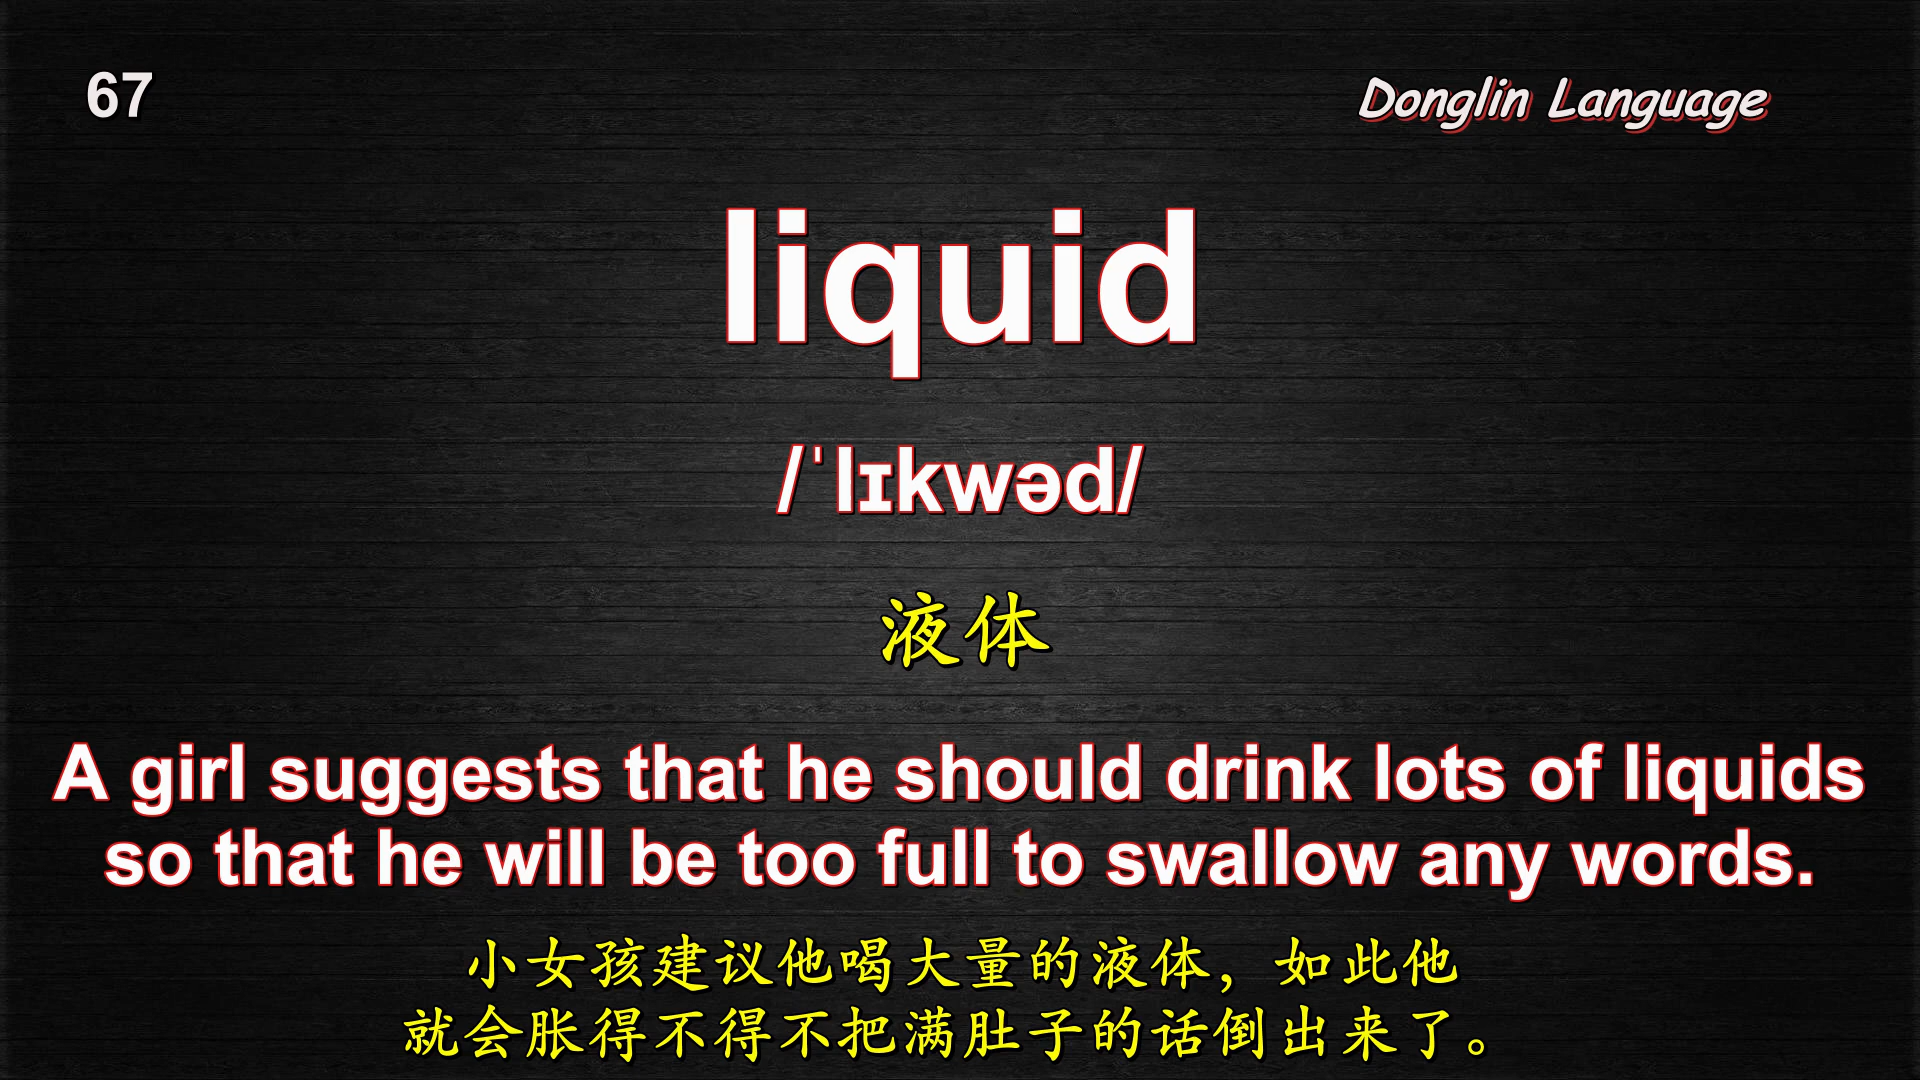 67
Donglin Language
liquid
/ˈlɪkwəd/
液体
A girl suggests that he should drink lots of liquids
so that he will be too full to swallow any words.
小女孩建议他喝大量的液体，如此他
就会胀得不得不把满肚子的话倒出来了。